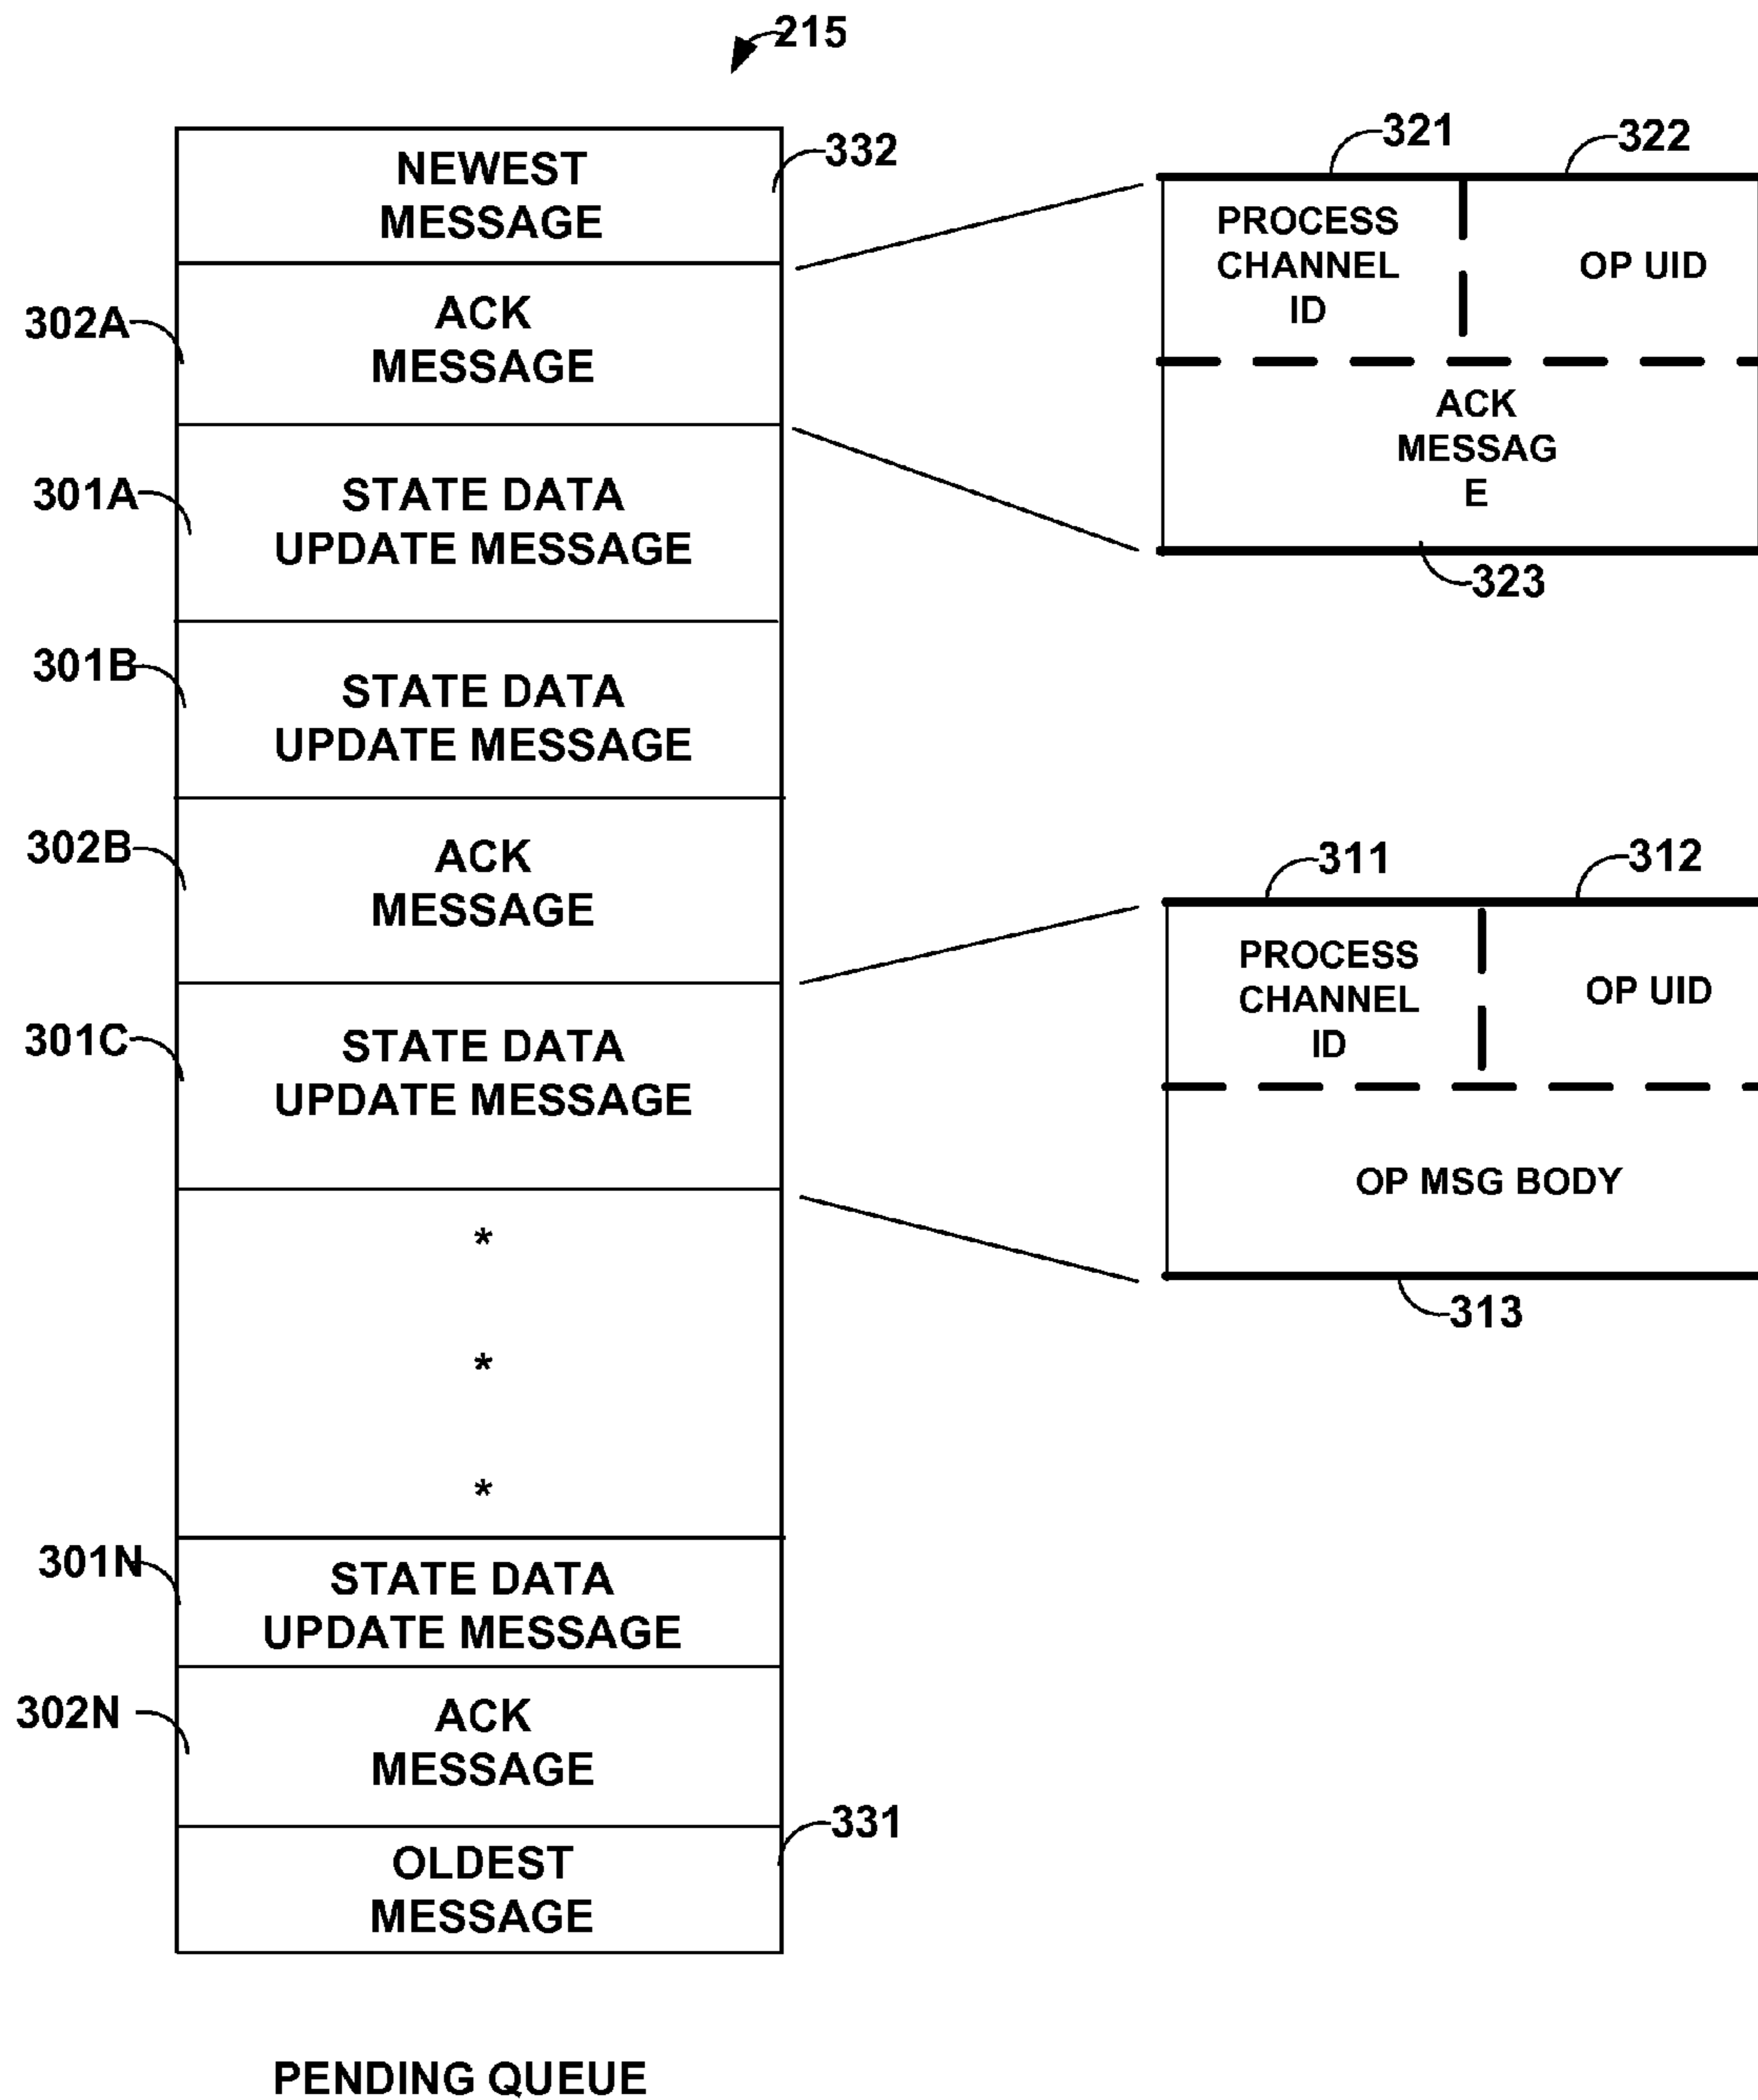 215
332
NEWEST
MESSAGE
302A
ACK
MESSAGE
301A
STATE DATA
UPDATE MESSAGE
301B
STATE DATA
UPDATE MESSAGE
302B
ACK
MESSAGE
301C
STATE DATA
UPDATE MESSAGE
*
*
*
301N
STATE DATA
UPDATE MESSAGE
302N
ACK
MESSAGE
331
OLDEST
MESSAGE
PENDING QUEUE
321
322
PROCESS
CHANNEL
ID
OP UID
ACK
MESSAG
E
323
311
312
PROCESS
CHANNEL
ID
OP UID
OP MSG BODY
313